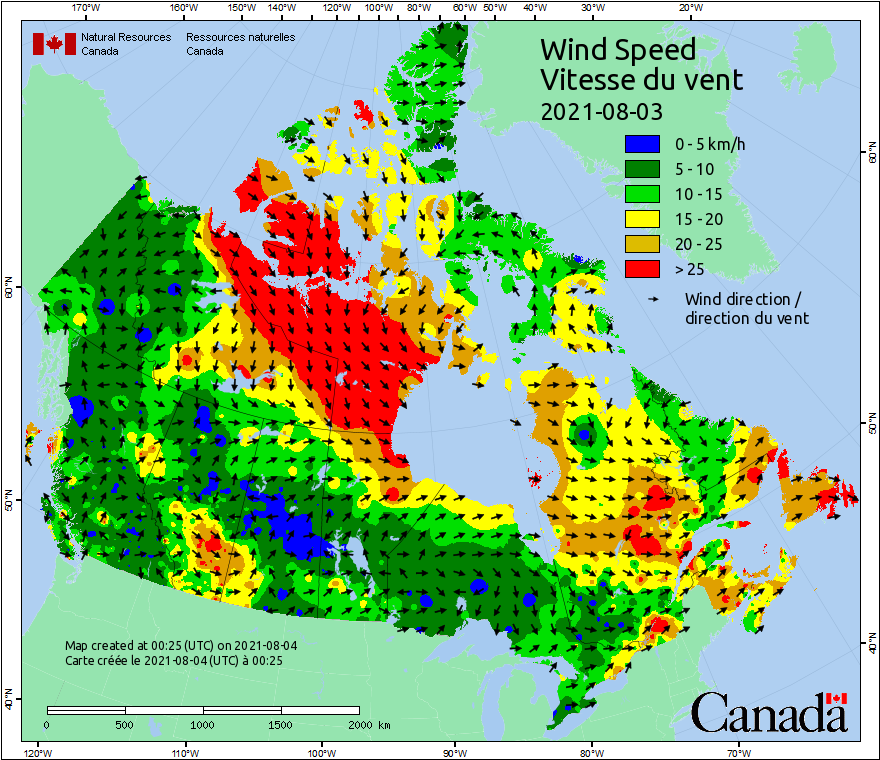 170°W 160°W 150°W 140°W 130°W 120°W 110°W 100°W 90°W 80°W 70°W 60°W 50°W 40°W 30°W 20°W
Natural Resources Canada
Ressources naturelles Canada
Wind Speed
Vitesse du vent
2021-08-03
0 - 5 km/h
5 - 10
10 - 15
15 - 20
20 - 25
> 25
Wind direction /
direction du vent
60°N
50°N
40°N
60°N
50°N
40°N
Map created at 00:25 (UTC) on 2021-08-04
Carte créée le 2021-08-04 (UTC) à 00:25
0 500 1000 1500 2000 km
Canada
120°W 110°W 100°W 90°W 80°W 70°W